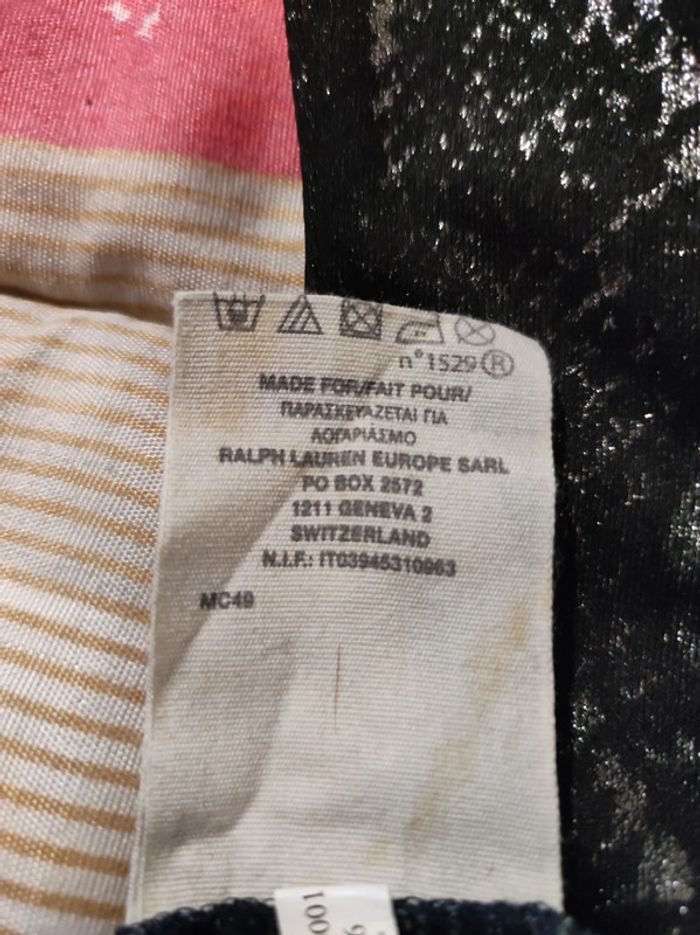 n° 1529 ®
MADE FOR/FAIT POUR/
ΠΑΡΑΣΚΕΥΑΖΕΤΑΙ ΓΙΑ
ΛΟΓΑΡΙΑΣΜΟ
RALPH LAUREN EUROPE SARL
PO BOX 2572
1211 GENEVA 2
SWITZERLAND
N.I.F.: IT03945310963
MC49